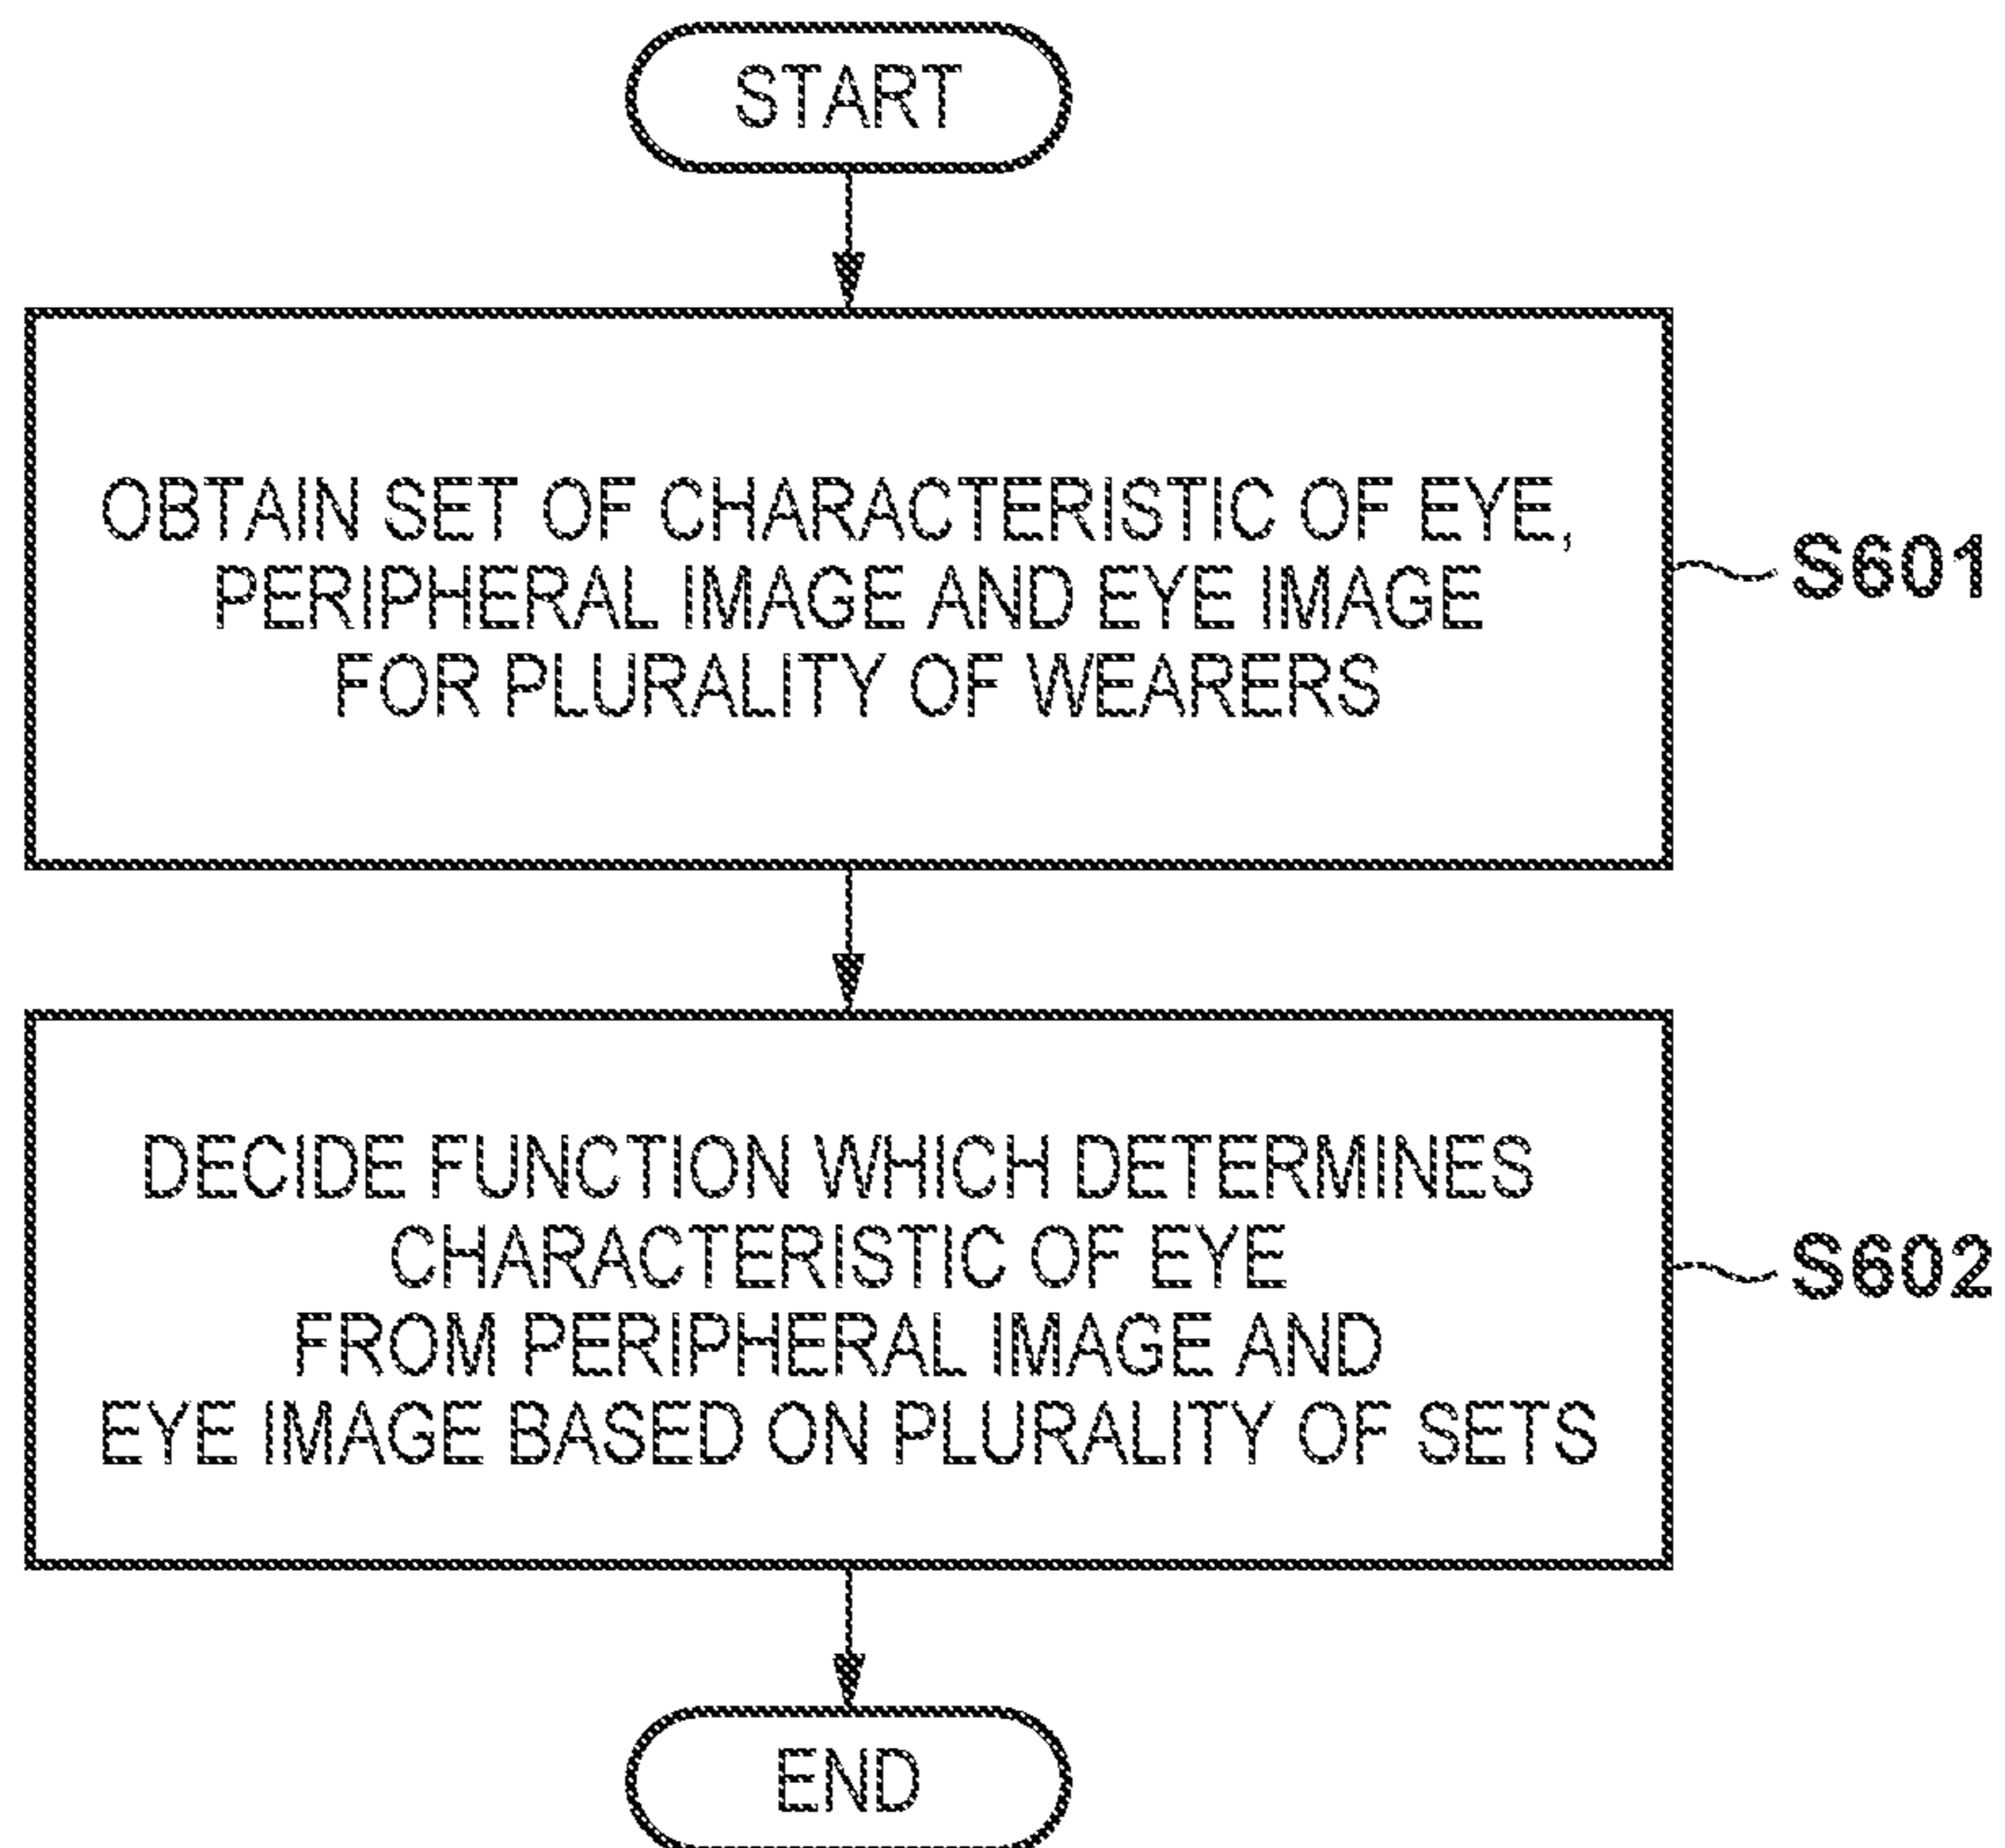 START
OBTAIN SET OF CHARACTERISTIC OF EYE,
PERIPHERAL IMAGE AND EYE IMAGE
FOR PLURALITY OF WEARERS
S601
DECIDE FUNCTION WHICH DETERMINES
CHARACTERISTIC OF EYE
FROM PERIPHERAL IMAGE AND
EYE IMAGE BASED ON PLURALITY OF SETS
S602
END